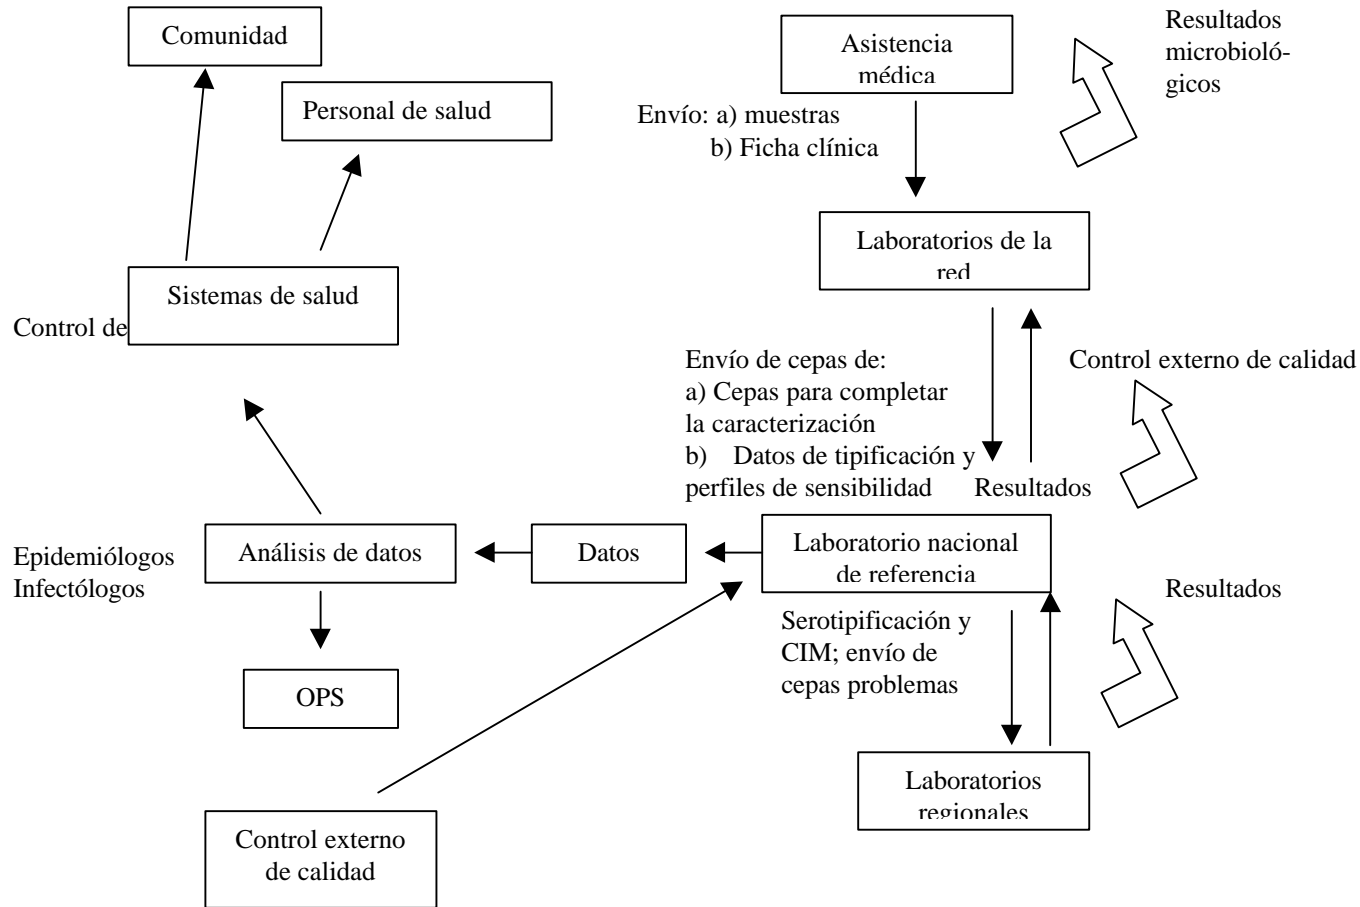 Comunidad
Personal de salud
Sistemas de salud
Control de
Asistencia
médica
Resultados
microbioló-
gicos
Envío: a) muestras
b) Ficha clínica
Laboratorios de la
red
Envío de cepas de:
a) Cepas para completar
la caracterización
b) Datos de tipificación y
perfiles de sensibilidad
Resultados
Control externo de calidad
Epidemiólogos
Infectólogos
Análisis de datos
Datos
Laboratorio nacional
de referencia
Resultados
Serotipificación y
CIM; envío de
cepas problemas
OPS
Laboratorios
regionales
Control externo
de calidad